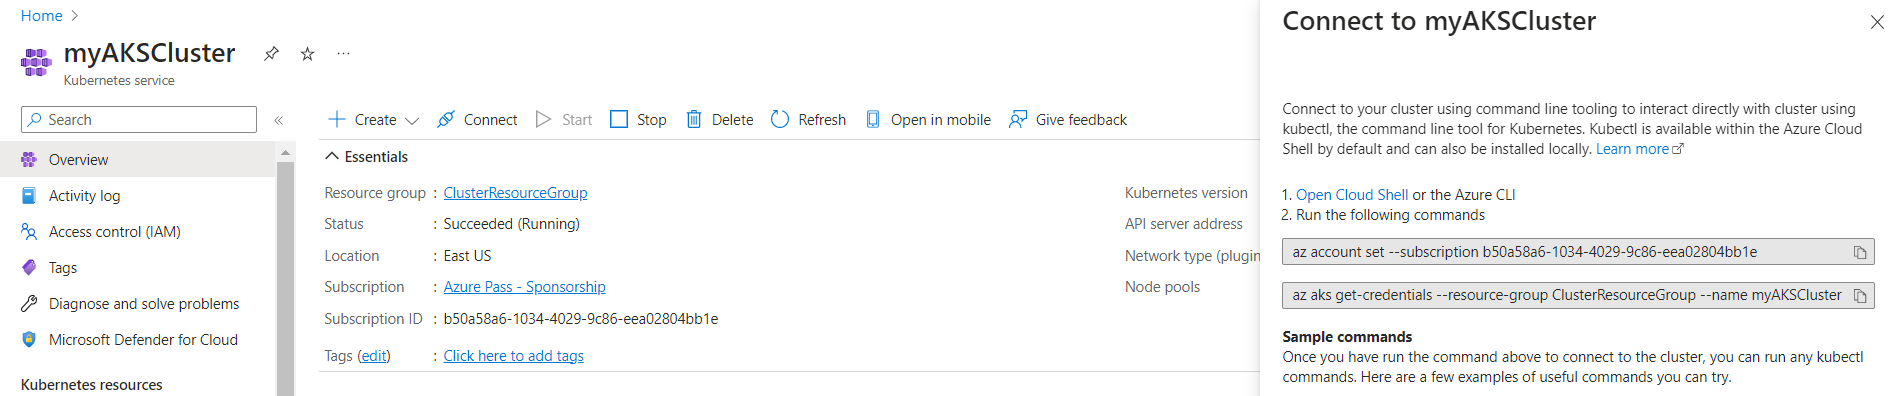 Home
myAKSCluster
Kubernetes service
Search
Overview
Activity log
Access control (IAM)
Tags
Diagnose and solve problems
Microsoft Defender for Cloud
Kubernetes resources
Create Connect Start Stop Delete Refresh Open in mobile Give feedback
Essentials
Resource group : ClusterResourceGroup
Status : Succeeded (Running)
Location : East US
Subscription : Azure Pass - Sponsorship
Subscription ID : b50a58a6-1034-4029-9c86-eea02804bb1e
Tags (edit) : Click here to add tags
Kubernetes version
API server address
Network type (plugin
Node pools
Connect to myAKSCluster
Connect to your cluster using command line tooling to interact directly with cluster using
kubectl, the command line tool for Kubernetes. Kubectl is available within the Azure Cloud
Shell by default and can also be installed locally. Learn more
1. Open Cloud Shell or the Azure CLI
2. Run the following commands
az account set --subscription b50a58a6-1034-4029-9c86-eea02804bb1e
az aks get-credentials --resource-group ClusterResourceGroup --name myAKSCluster
Sample commands
Once you have run the command above to connect to the cluster, you can run any kubectl
commands. Here are a few examples of useful commands you can try.